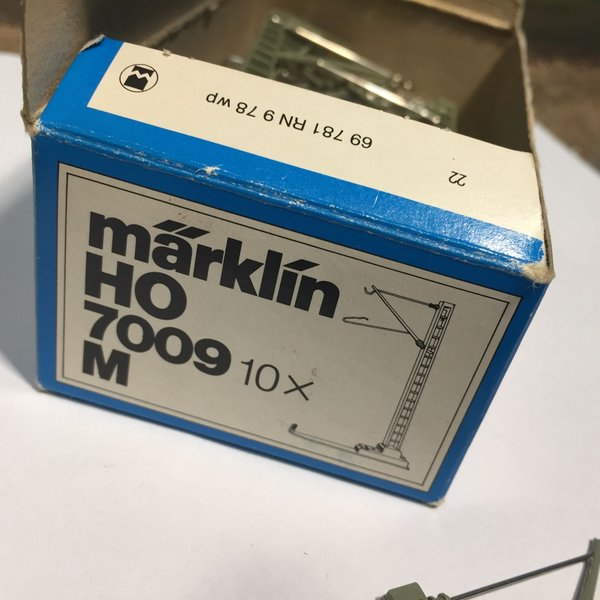 22
69 781 RN 9 78 wp
märklin
HO
7009 10 ×
M